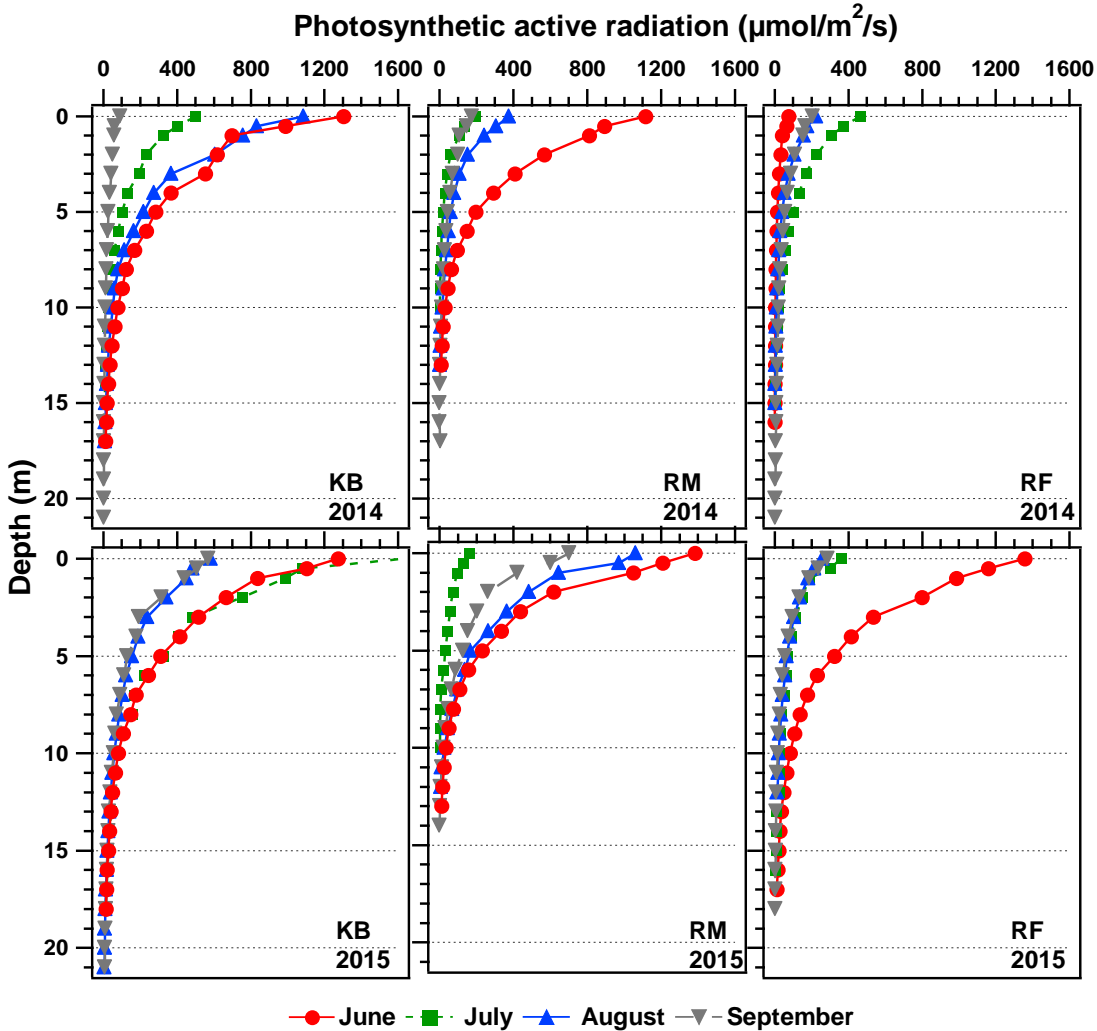 Photosynthetic active radiation (µmol/m²/s)
0 400 800 1200 1600 0 400 800 1200 1600 0 400 800 1200 1600
0
5
10
15
20
KB
2014
RM
2014
RF
2014
Depth (m)
0
5
10
15
20
KB
2015
RM
2015
RF
2015
June July August September